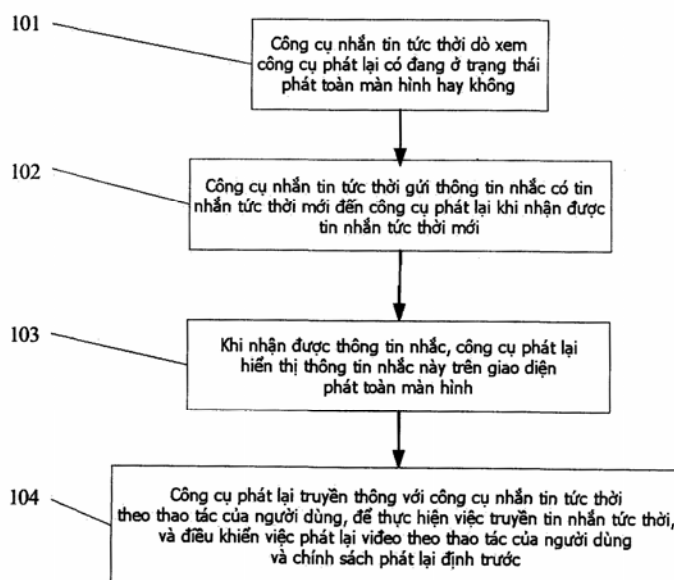 101
Công cụ nhắn tin tức thời dò xem
công cụ phát lại có đang ở trạng thái
phát toàn màn hình hay không
102
Công cụ nhắn tin tức thời gửi thông tin nhắc có tin
nhắn tức thời mới đến công cụ phát lại khi nhận được
tin nhắn tức thời mới
103
Khi nhận được thông tin nhắc, công cụ phát lại
hiển thị thông tin nhắc này trên giao diện
phát toàn màn hình
104
Công cụ phát lại truyền thông với công cụ nhắn tin tức thời
theo thao tác của người dùng, để thực hiện việc truyền tin nhắn tức thời,
và điều khiển việc phát lại viđeo theo thao tác của người dùng
và chính sách phát lại định trước